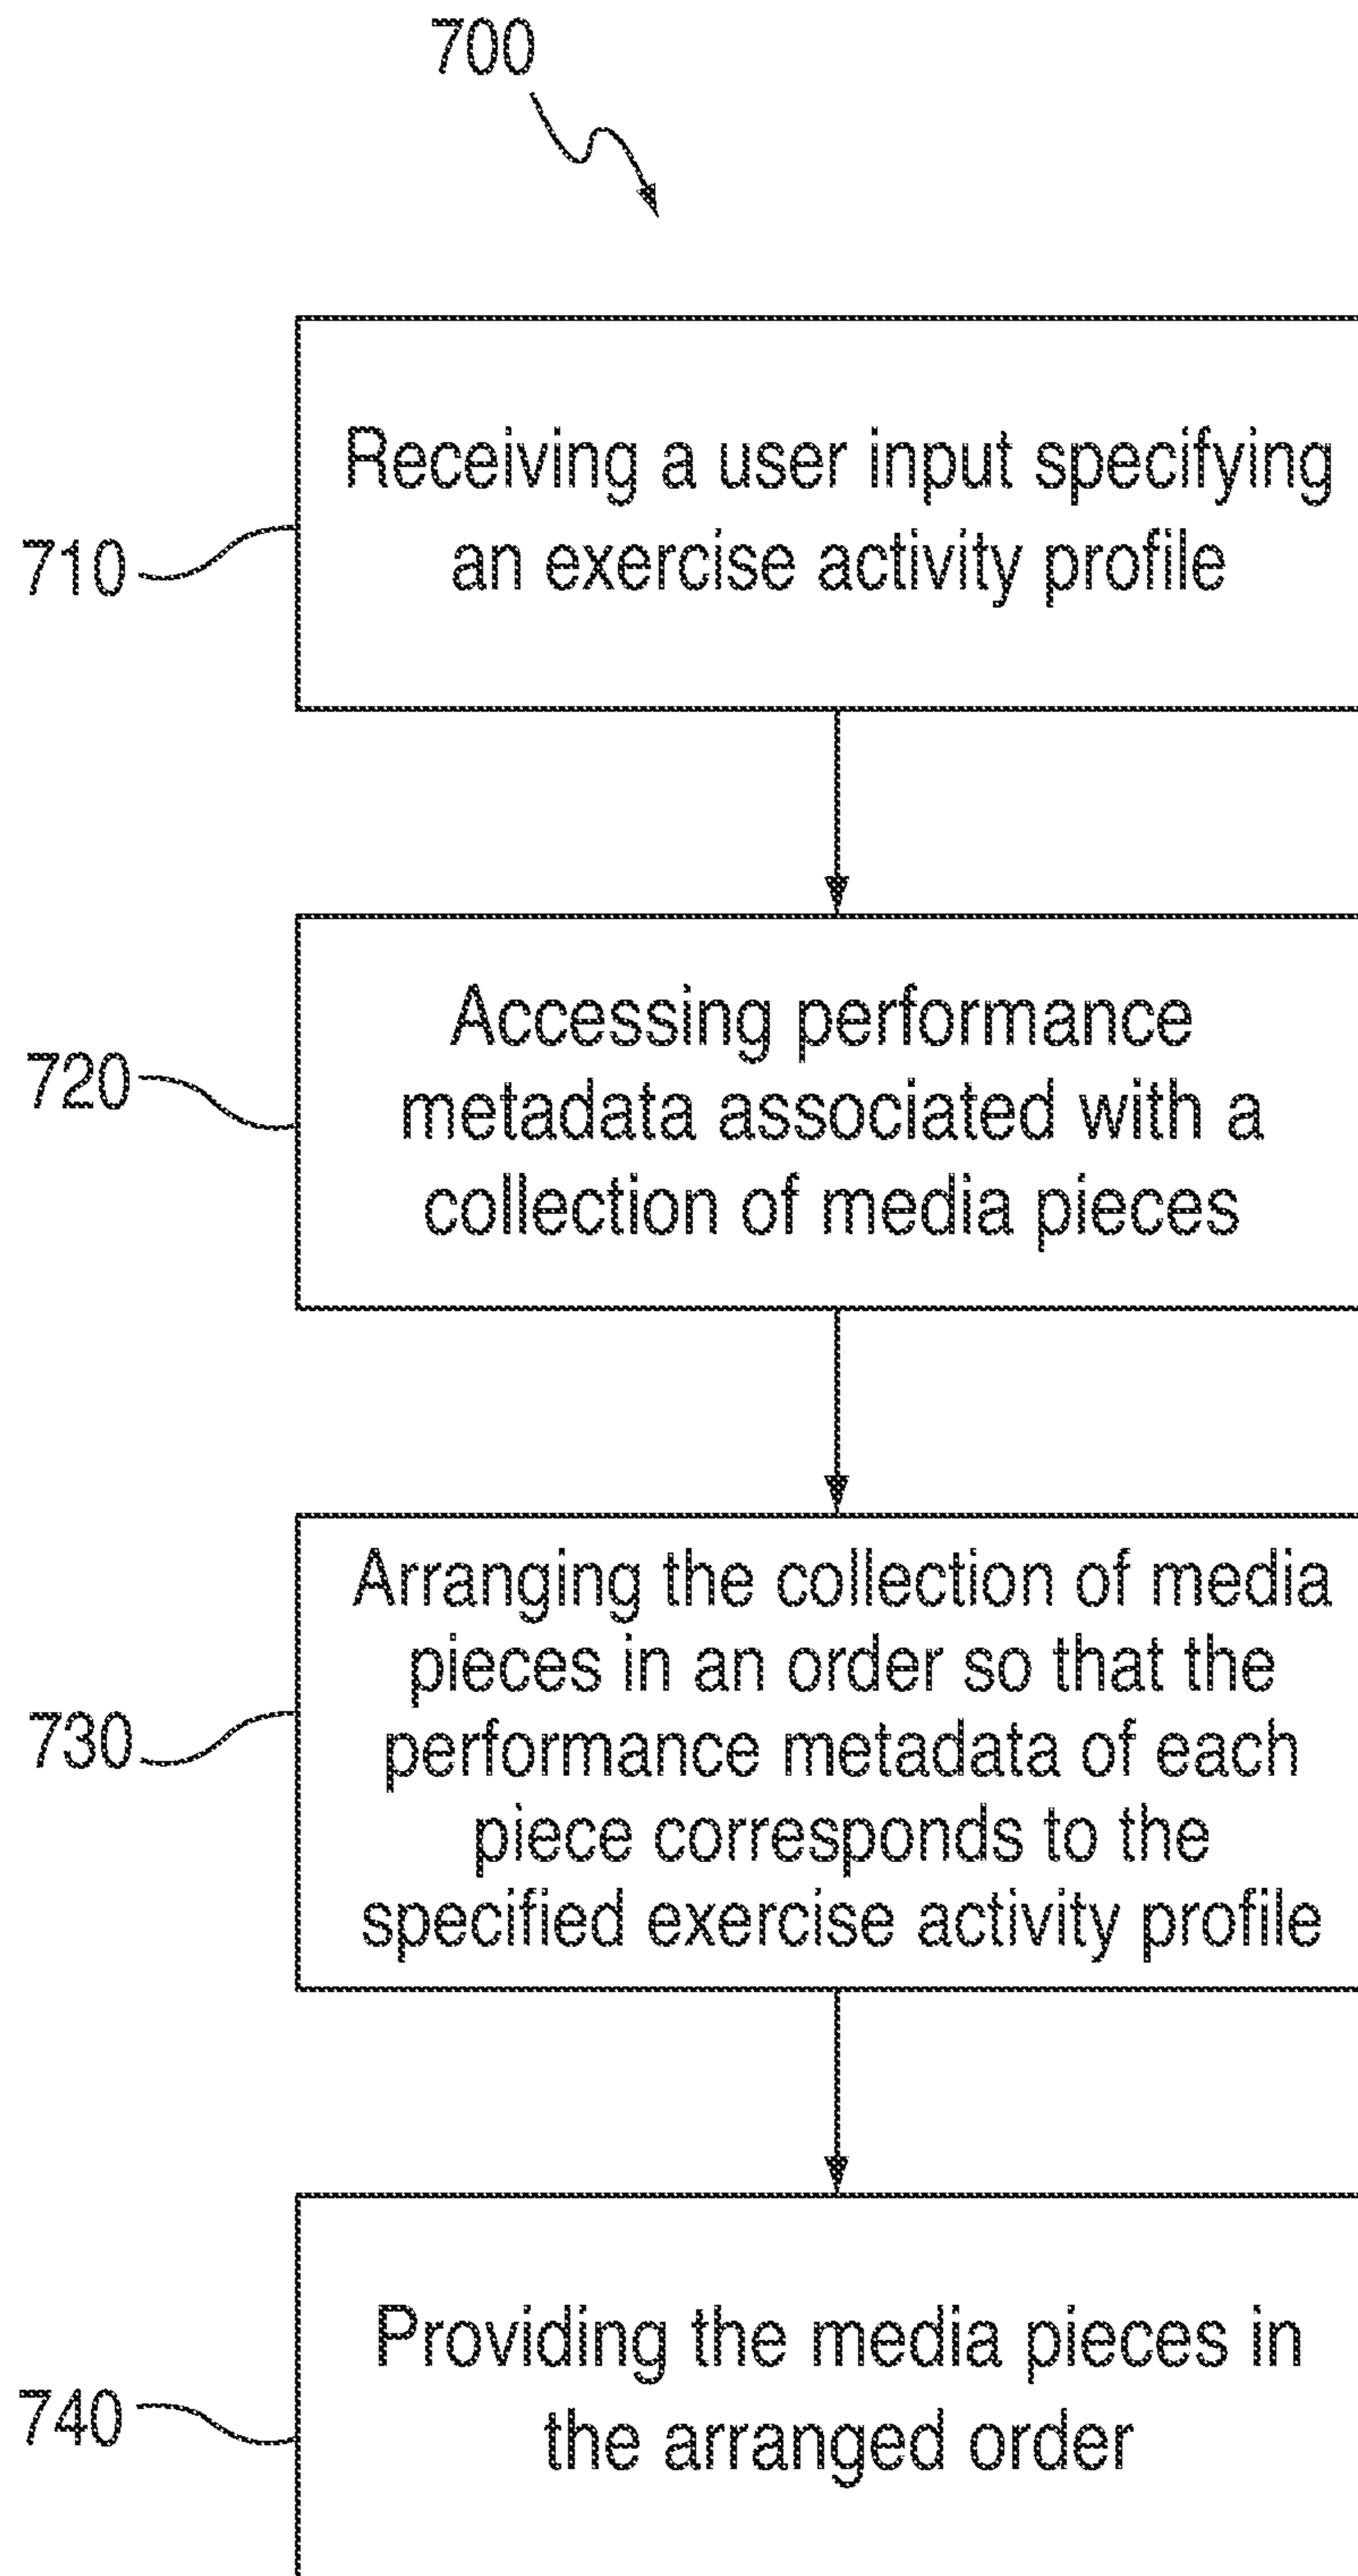 700
710
Receiving a user input specifying
an exercise activity profile
720
Accessing performance
metadata associated with a
collection of media pieces
730
Arranging the collection of media
pieces in an order so that the
performance metadata of each
piece corresponds to the
specified exercise activity profile
740
Providing the media pieces in
the arranged order